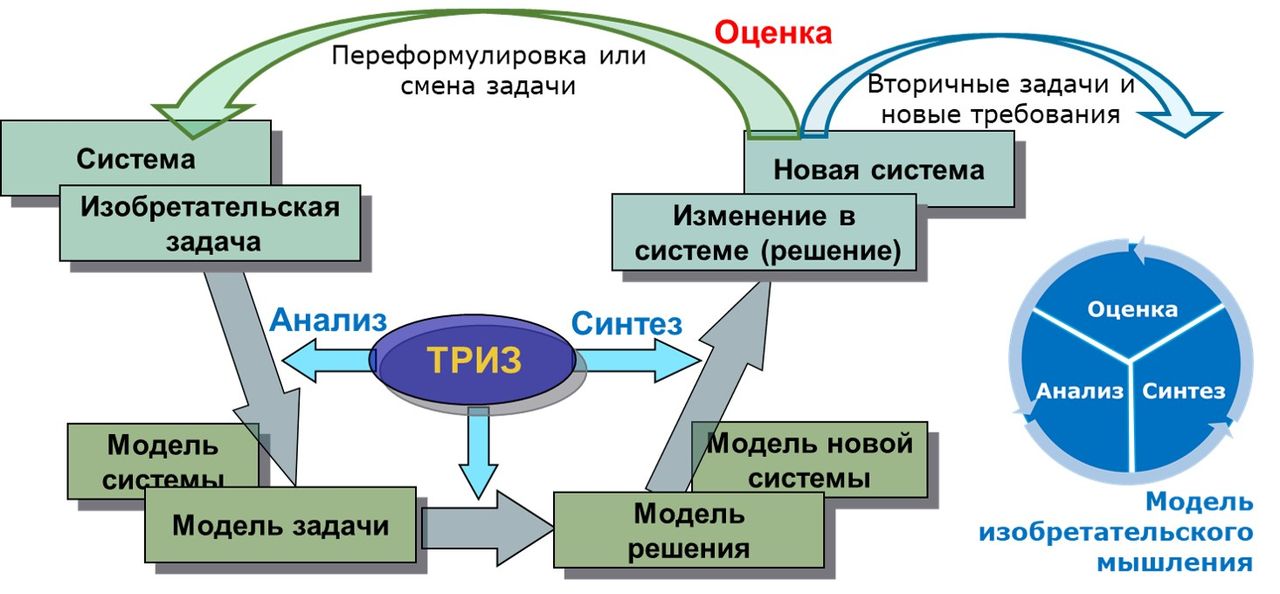 Оценка
Переформулировка или
смена задачи
Вторичные задачи и
новые требования
Система
Изобретательская
задача
Новая система
Изменение в
системе (решение)
Анализ
ТРИЗ
Синтез
Модель
системы
Модель задачи
Модель новой
системы
Модель
решения
Оценка
Анализ
Синтез
Модель
изобретательского
мышления